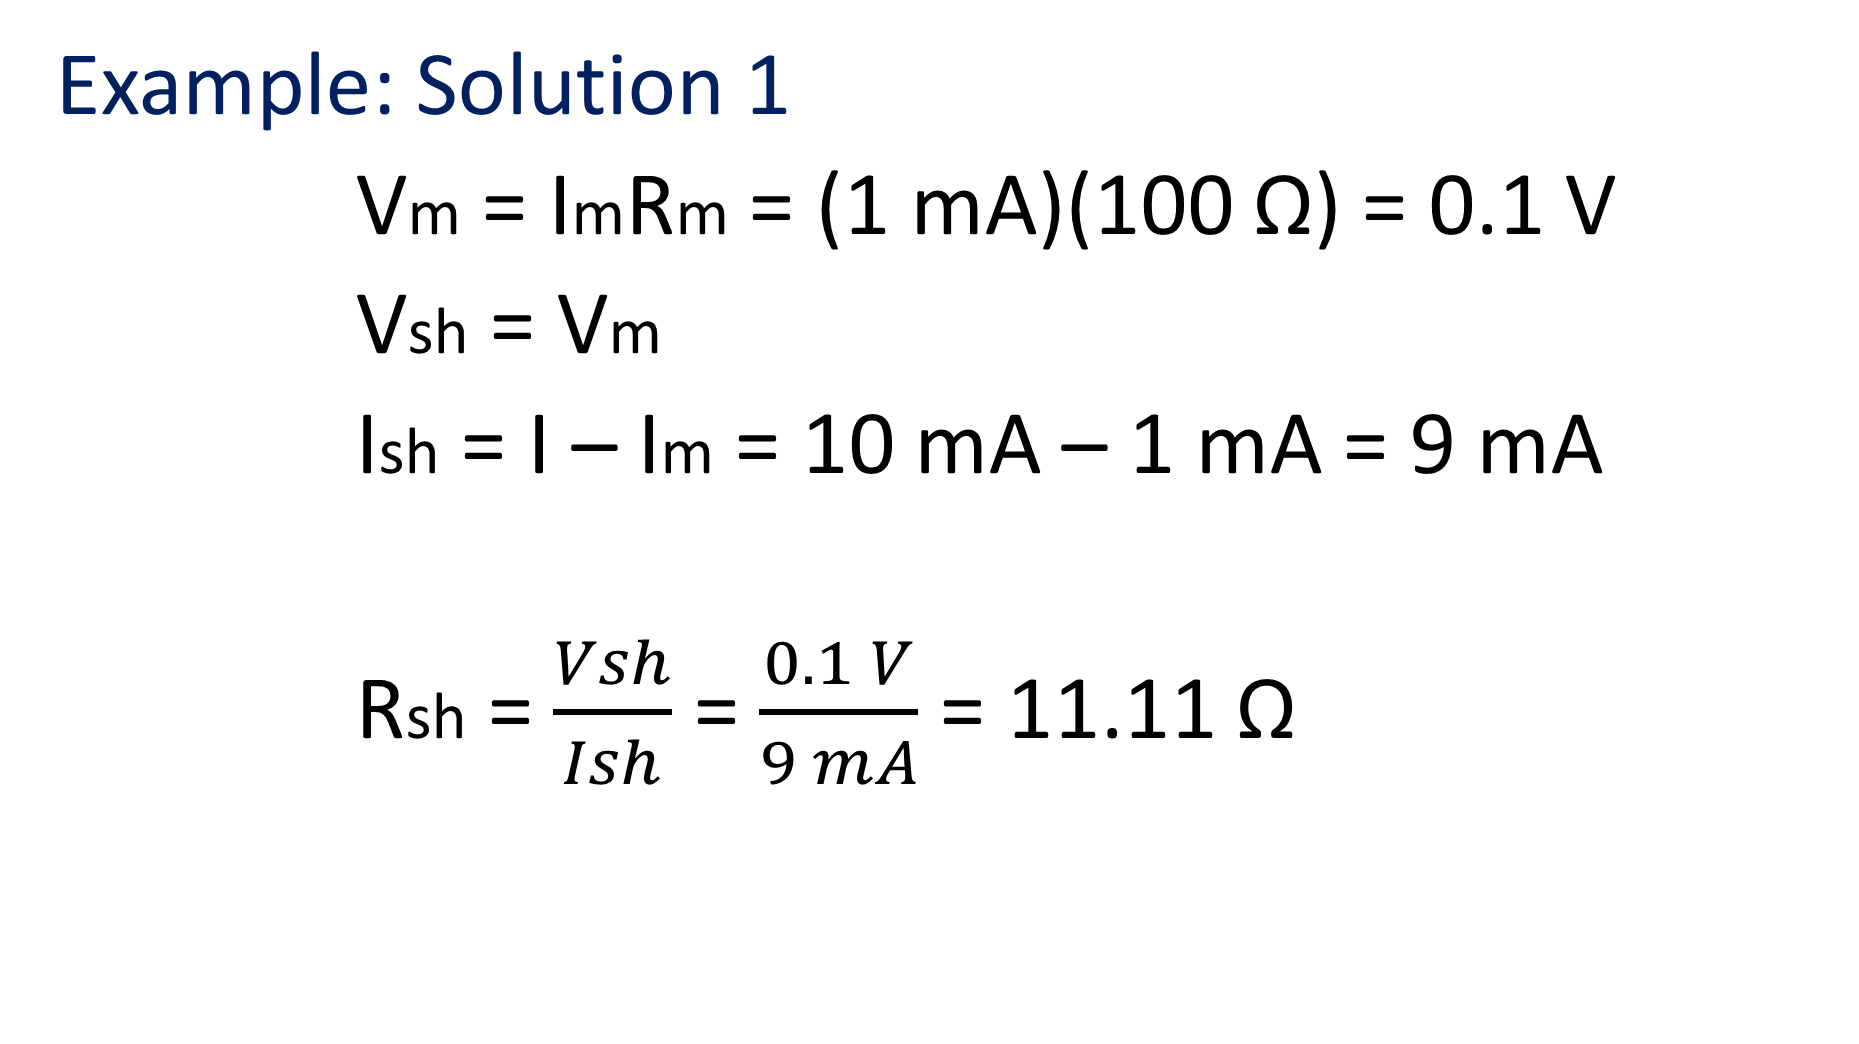 Example: Solution 1
Vm = ImRm = (1 mA)(100 Ω) = 0.1 V
Vsh = Vm
Ish = I – Im = 10 mA – 1 mA = 9 mA
Rsh = Vsh/Ish = 0.1 V/9 mA = 11.11 Ω